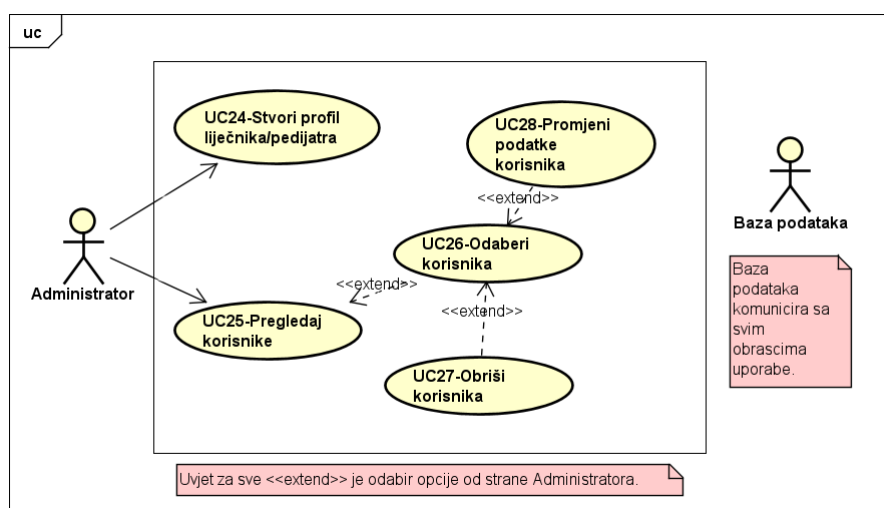 uc
UC24-Stvori profil
liječnika/pedijatra
UC28-Promjeni
podatke
korisnika
<<extend>>
Baza podataka
UC26-Odaberi
korisnika
Administrator
<<extend>>
Baza
podataka
komunicira sa
svim
obrascima
uporabe.
<<extend>>
UC25-Pregledaj
korisnike
UC27-Obriši
korisnika
Uvjet za sve <<extend>> je odabir opcije od strane Administratora.